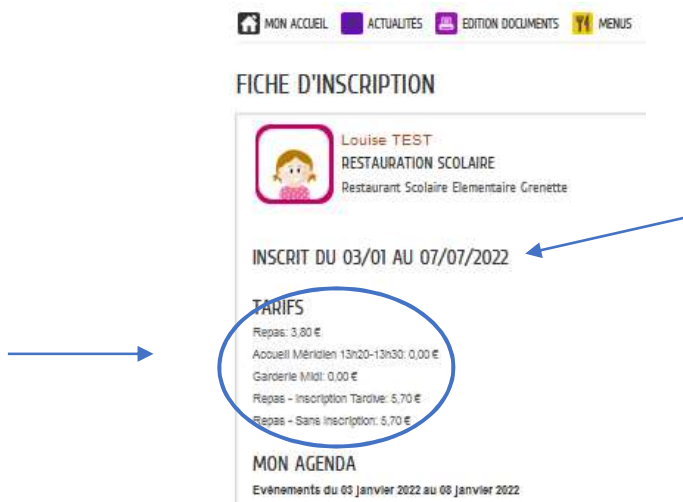 MON ACCUEIL ACTUALITÉS EDITION DOCUMENTS MENUS
FICHE D'INSCRIPTION
Louise TEST
RESTAURATION SCOLAIRE
Restaurant Scolaire Elementaire Grenette
INSCRIT DU 03/01 AU 07/07/2022
TARIFS
Repas: 3,80 €
Accueil Méridien 13h20-13h30: 0,00 €
Garderie Midi: 0,00 €
Repas - Inscription Tardive: 5,70 €
Repas - Sans Inscription: 5,70 €
MON AGENDA
Evènements du 03 janvier 2022 au 08 janvier 2022